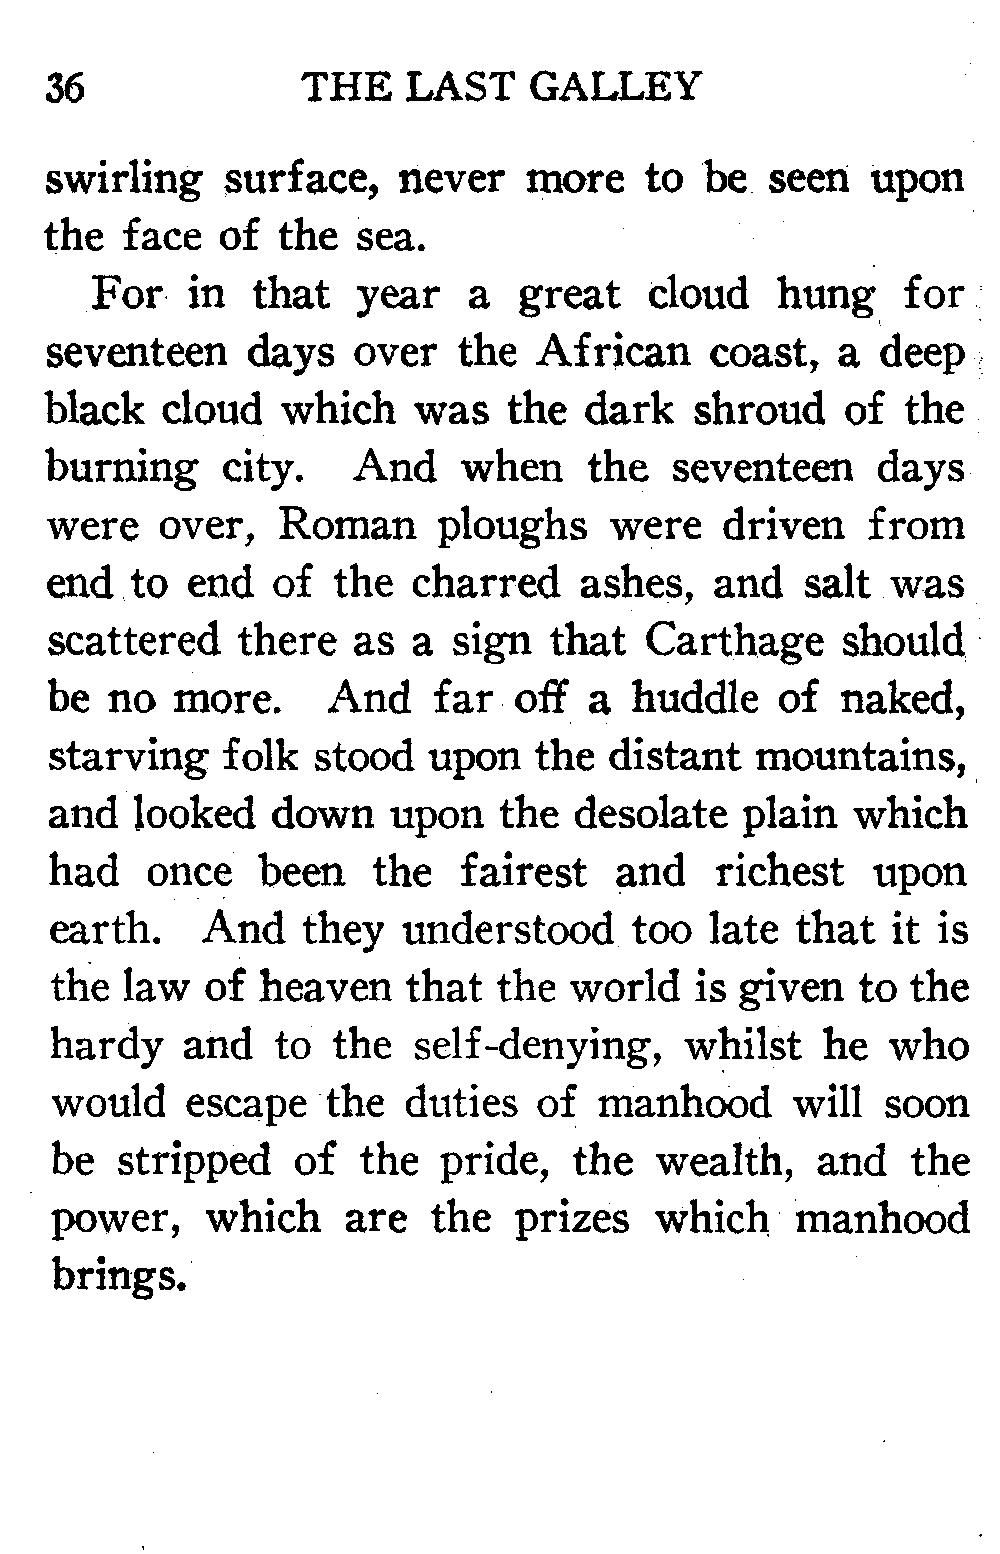 36 THE LAST GALLEY
swirling surface, never more to be seen upon
the face of the sea.
For in that year a great cloud hung for
seventeen days over the African coast, a deep
black cloud which was the dark shroud of the
burning city. And when the seventeen days
were over, Roman ploughs were driven from
end to end of the charred ashes, and salt was
scattered there as a sign that Carthage should
be no more. And far off a huddle of naked,
starving folk stood upon the distant mountains,
and looked down upon the desolate plain which
had once been the fairest and richest upon
earth. And they understood too late that it is
the law of heaven that the world is given to the
hardy and to the self-denying, whilst he who
would escape the duties of manhood will soon
be stripped of the pride, the wealth, and the
power, which are the prizes which manhood
brings.